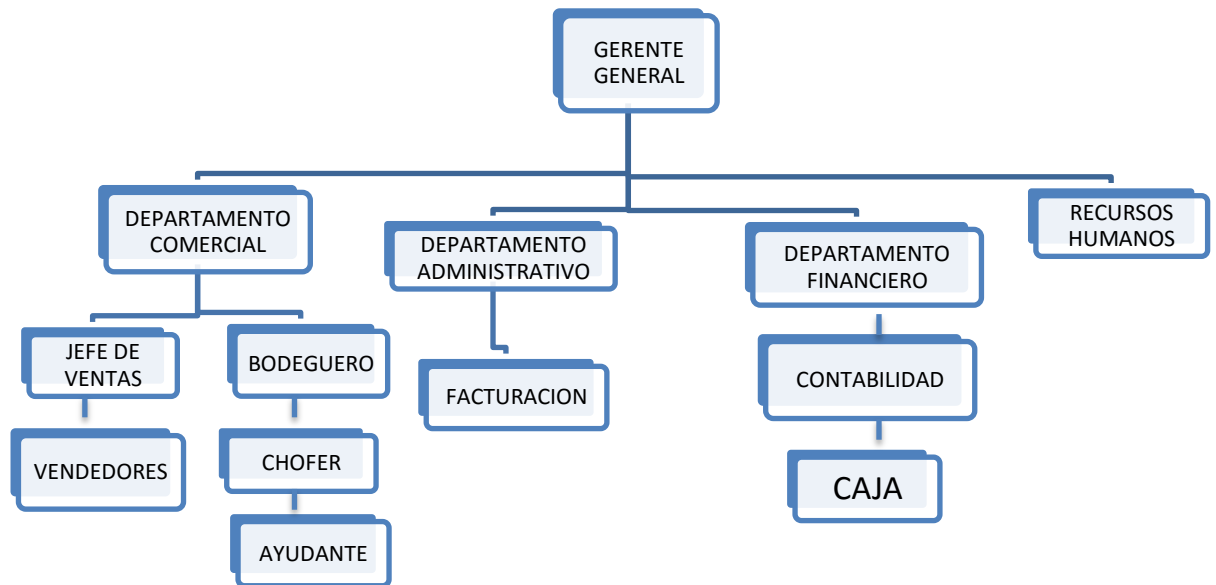 GERENTE
GENERAL
DEPARTAMENTO
COMERCIAL
DEPARTAMENTO
ADMINISTRATIVO
DEPARTAMENTO
FINANCIERO
RECURSOS
HUMANOS
JEFE DE
VENTAS
BODEGUERO
FACTURACION
CONTABILIDAD
VENDEDORES
CHOFER
CAJA
AYUDANTE